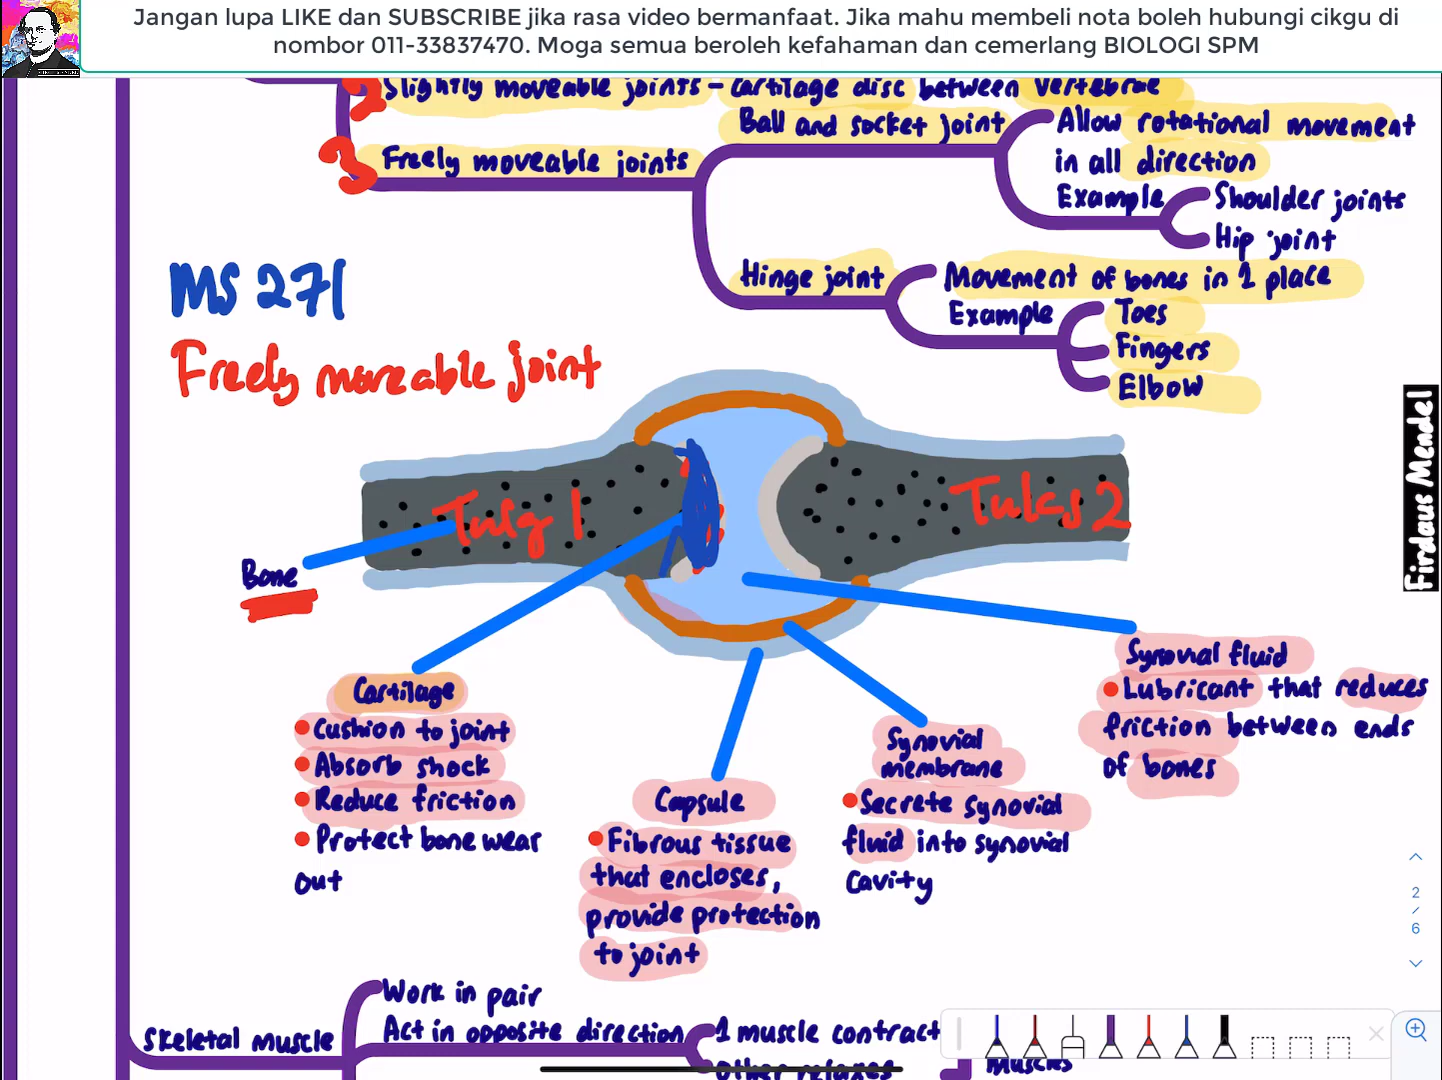 Jangan lupa LIKE dan SUBSCRIBE jika rasa video bermanfaat. Jika mahu membeli nota boleh hubungi cikgu di
nombor 011-33837470. Moga semua beroleh kefahaman dan cemerlang BIOLOGI SPM
2 Slightly moveable joints - Cartilage disc between vertebrae
3 Freely moveable joints
Ball and socket joint
Allow rotational movement
in all direction
Example
Shoulder joints
Hip joint
Hinge joint
Movement of bones in 1 place
Example
Toes
Fingers
Elbow
MS 271
Freely moveable joint
Firdaus Mendel
Tulg 1
Bone
Cartilage
• Cushion to joint
• Absorb shock
• Reduce friction
• Protect bone wear
out
Capsule
• Fibrous tissue
that encloses,
provide protection
to joint
Synovial
membrane
• Secrete synovial
fluid into synovial
cavity
Synovial fluid
• Lubricant that reduces
friction between ends
of bones
2
/
6
Skeletal muscle
Work in pair
Act in opposite direction
1 muscle contract
Other relaxes
Muscles